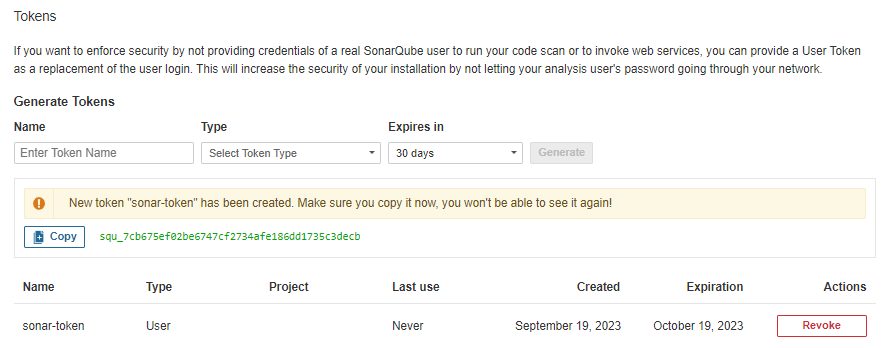 Tokens
If you want to enforce security by not providing credentials of a real SonarQube user to run your code scan or to invoke web services, you can provide a User Token
as a replacement of the user login. This will increase the security of your installation by not letting your analysis user's password going through your network.
Generate Tokens
Name Type Expires in
Enter Token Name Select Token Type 30 days Generate
New token "sonar-token" has been created. Make sure you copy it now, you won't be able to see it again!
Copy squ_7cb675ef02be6747cf2734afe186dd1735c3decb
Name Type Project Last use Created Expiration Actions
sonar-token User Never September 19, 2023 October 19, 2023 Revoke